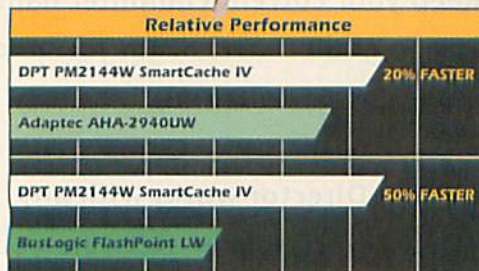 Relative Performance
DPT PM2144W SmartCache IV
20% FASTER
Adaptec AHA-2940UW
DPT PM2144W SmartCache IV
50% FASTER
BusLogic FlashPoint LW